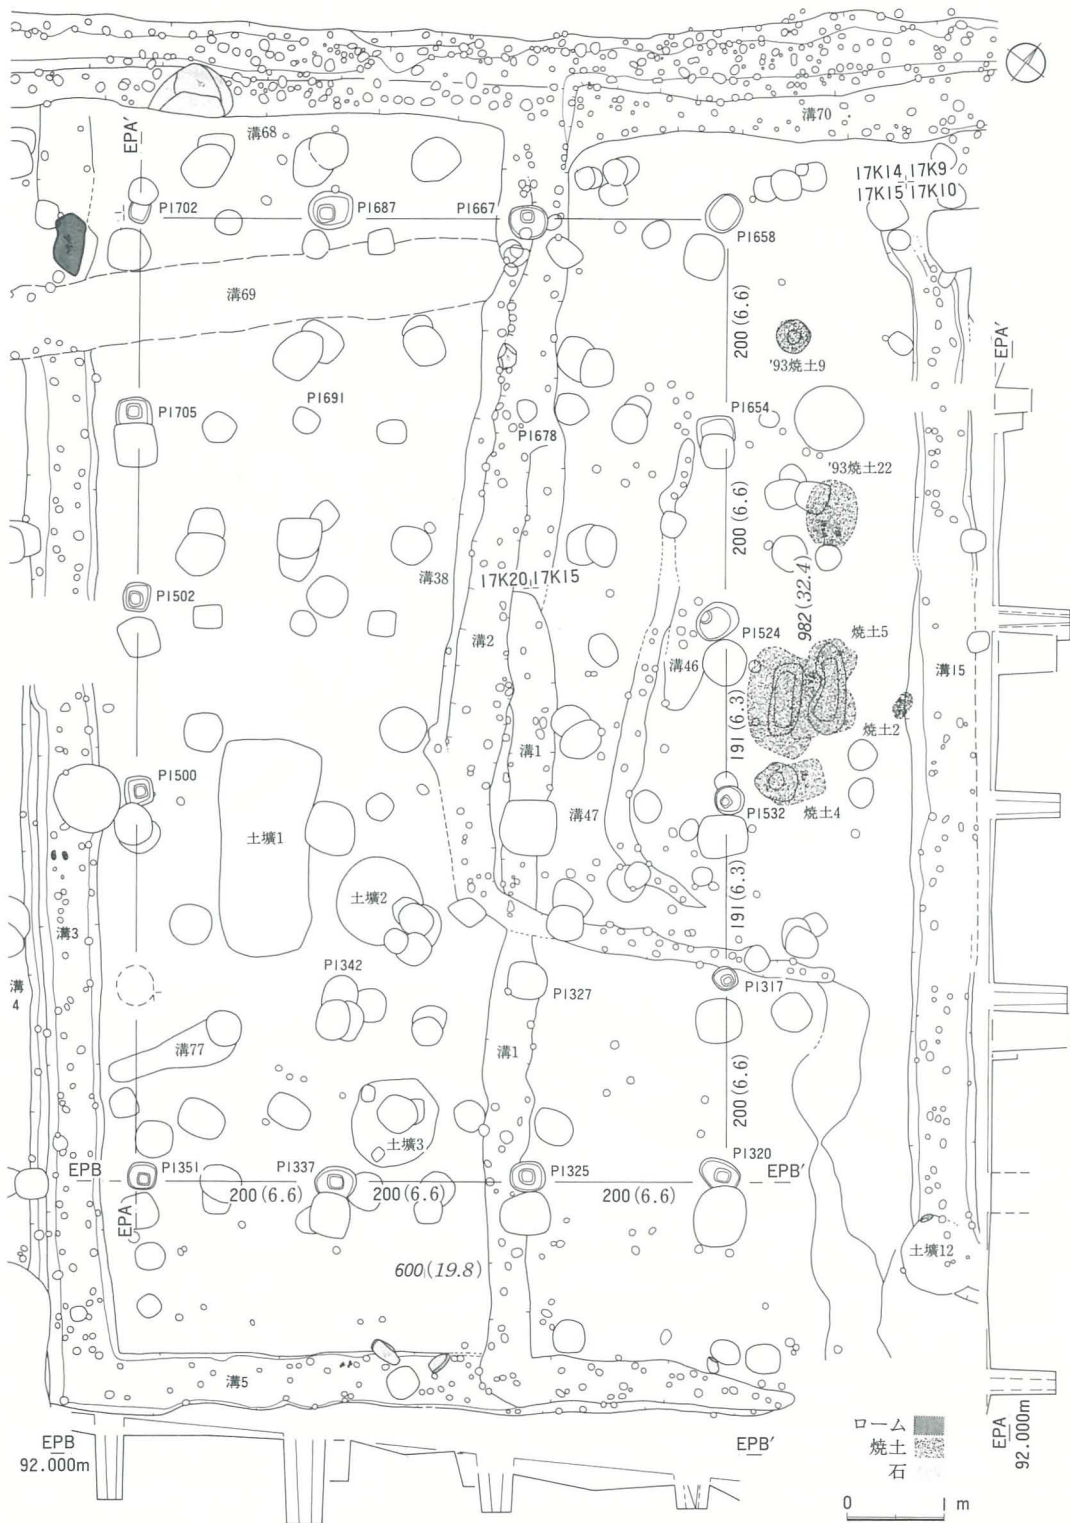 溝70
溝68
EPA'
17K14 17K9
17K15 17K10
P1702
P1687
P1667
P1658
溝69
200 (6.6)
'93焼土9
EPA'
P1705
P1691
P1678
P1654
'93焼土22
200 (6.6)
溝38
17K20 17K15
982 (32.4)
P1502
溝2
P1524
焼土5
溝46
溝15
191 (6.3)
焼土2
P1500
溝1
土壙1
溝47
P1532
焼土4
土壙2
191 (6.3)
溝3
溝
4
P1342
P1327
P1317
溝77
溝1
200 (6.6)
土壙3
EPB
P1351
P1337
P1325
P1320
EPB'
200 (6.6)
200 (6.6)
200 (6.6)
EPA
600 (19.8)
土壙12
溝5
ローム
焼土
石
EPB
92.000m
EPB'
EPA
92.000m
0 1 m